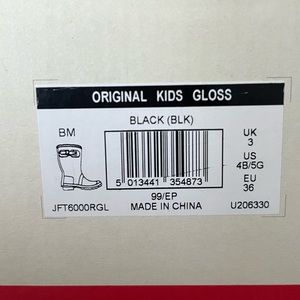 ORIGINAL KIDS GLOSS
BLACK (BLK)
BM
UK
3
US
4B/5G
EU
36
5 013441 354873
99/EP
JFT6000RGL
MADE IN CHINA
U206330